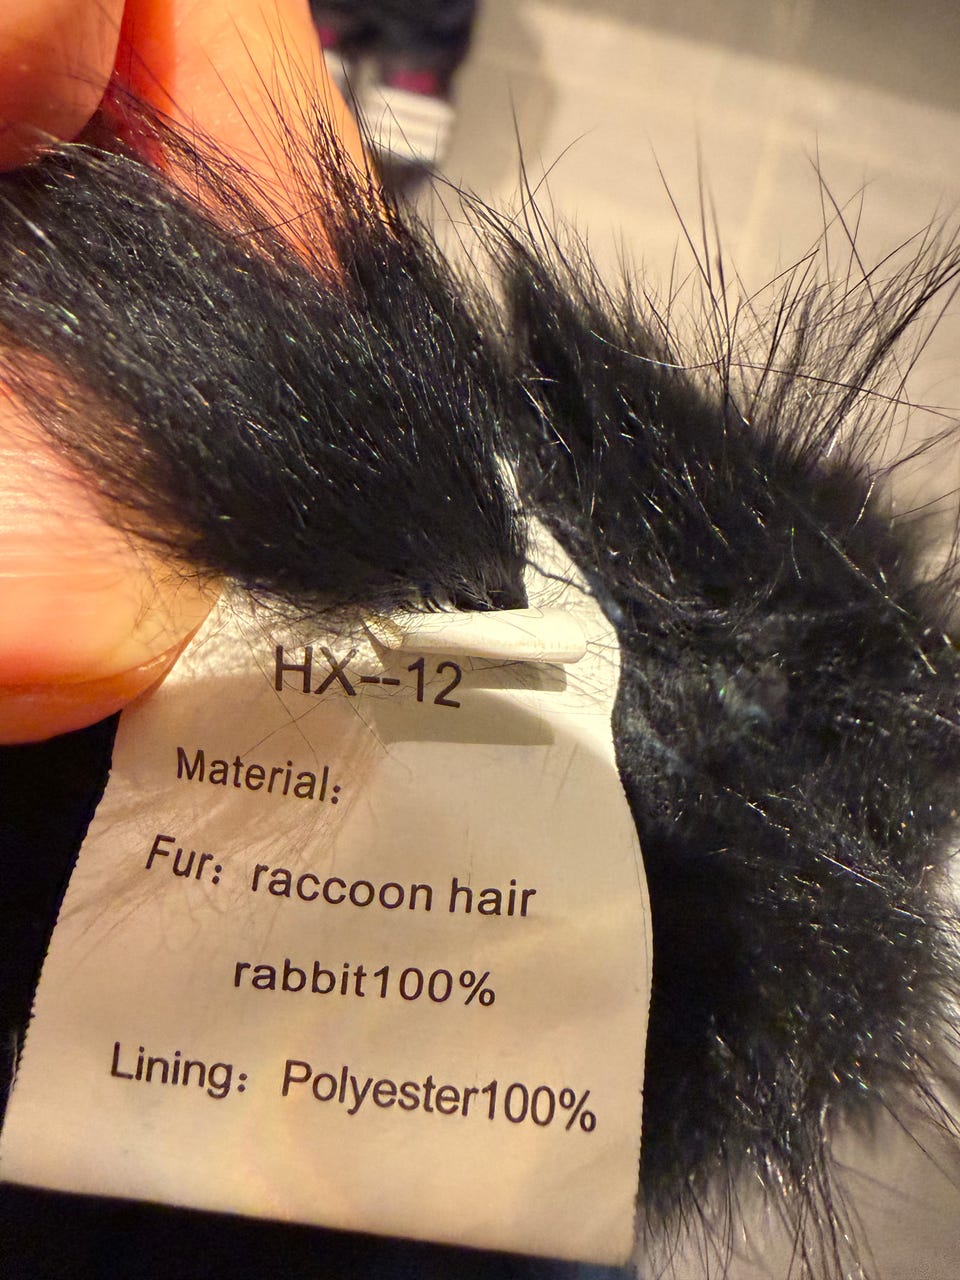 HX--12
Material:
Fur: raccoon hair
rabbit100%
Lining: Polyester100%